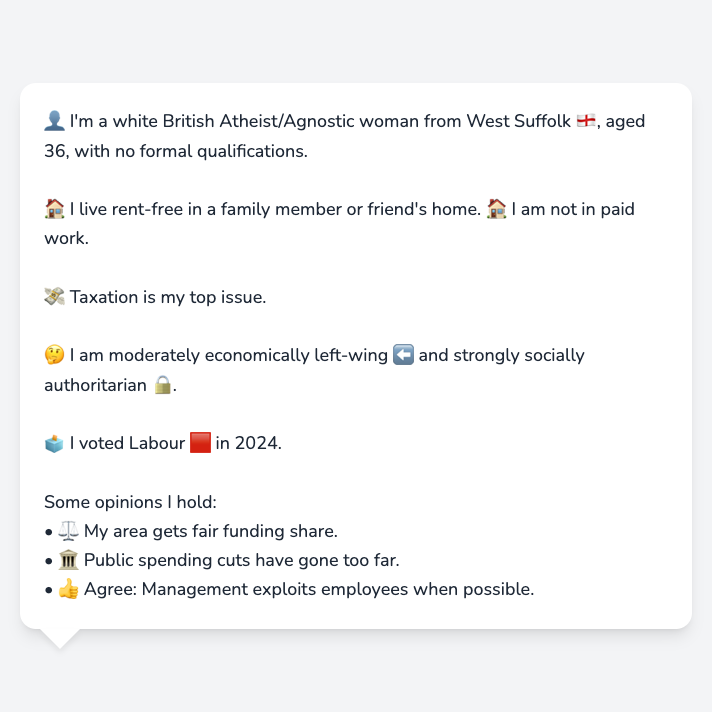 👤 I'm a white British Atheist/Agnostic woman from West Suffolk 🏴󠁧󠁢󠁥󠁮󠁧󠁿, aged
36, with no formal qualifications.
🏠 I live rent-free in a family member or friend's home. 🏠 I am not in paid
work.
💸 Taxation is my top issue.
🤔 I am moderately economically left-wing ⬅️ and strongly socially
authoritarian 🔒.
🗳️ I voted Labour 🟥 in 2024.
Some opinions I hold:
• ⚖️ My area gets fair funding share.
• 🏛️ Public spending cuts have gone too far.
• 👍 Agree: Management exploits employees when possible.